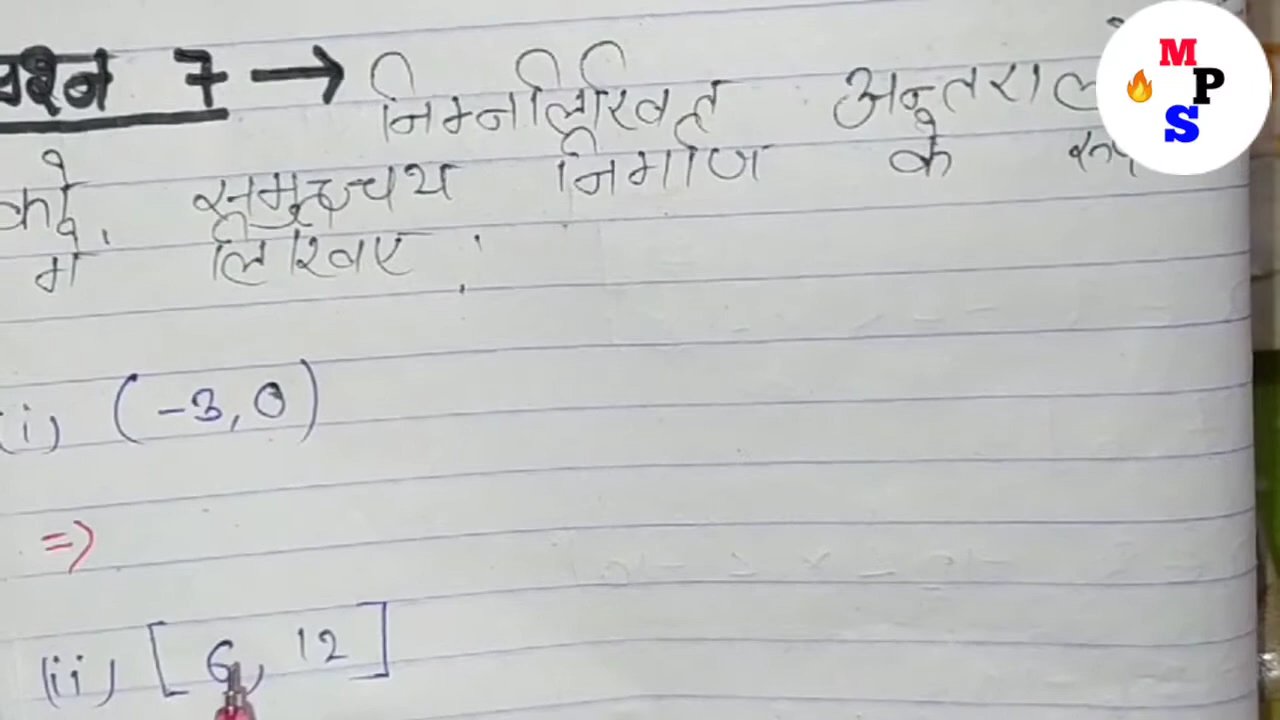 प्रश्न 7 → निम्नलिखित अन्तरालों
को समुच्चय निर्माण के रूप
में लिखिए :
(i) (-3, 0)
=>
(ii) [6, 12]
M
P
S